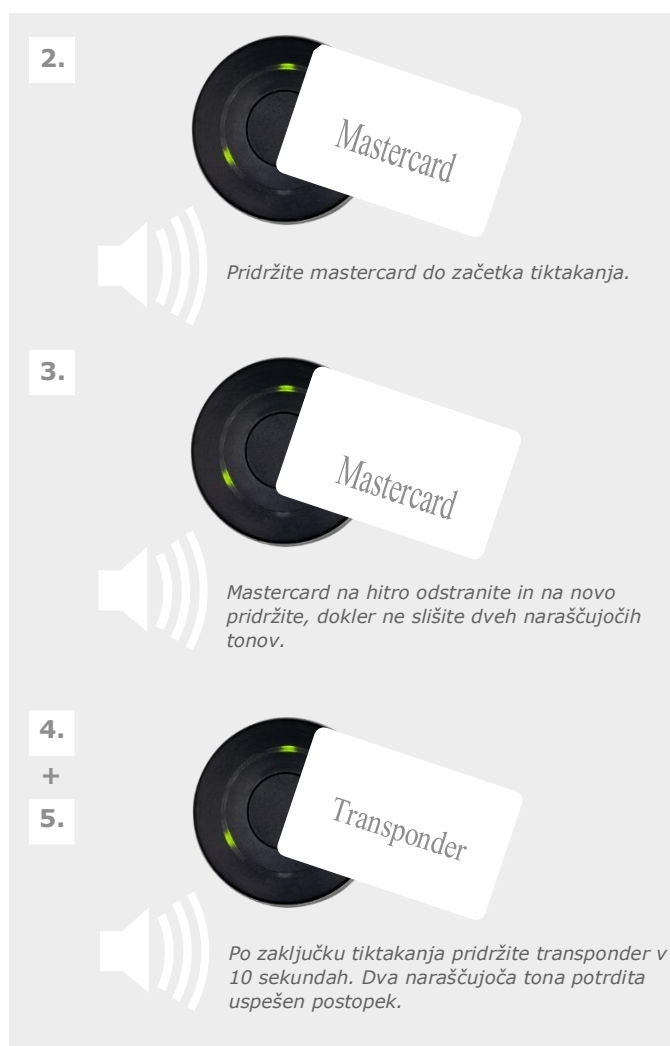 2.
Mastercard
Pridržite mastercard do začetka tiktakanja.
3.
Mastercard
Mastercard na hitro odstranite in na novo
pridržite, dokler ne slišite dveh naraščujočih
tonov.
4.
+
5.
Transponder
Po zaključku tiktakanja pridržite transponder v
10 sekundah. Dva naraščujoča tona potrdita
uspešen postopek.